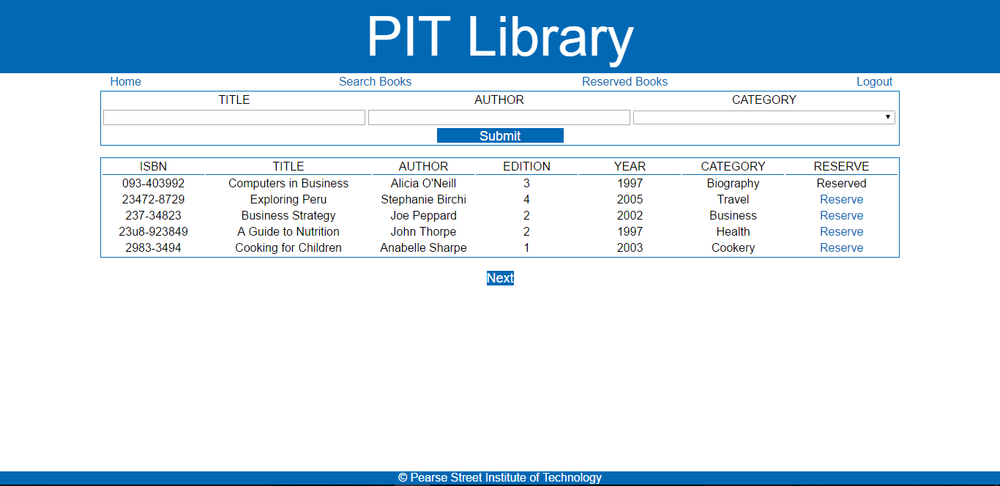 PIT Library
Home Search Books Reserved Books Logout
TITLE AUTHOR CATEGORY
Submit
ISBN TITLE AUTHOR EDITION YEAR CATEGORY RESERVE
093-403992 Computers in Business Alicia O'Neill 3 1997 Biography Reserved
23472-8729 Exploring Peru Stephanie Birchi 4 2005 Travel Reserve
237-34823 Business Strategy Joe Peppard 2 2002 Business Reserve
23u8-923849 A Guide to Nutrition John Thorpe 2 1997 Health Reserve
2983-3494 Cooking for Children Anabelle Sharpe 1 2003 Cookery Reserve
Next
© Pearse Street Institute of Technology